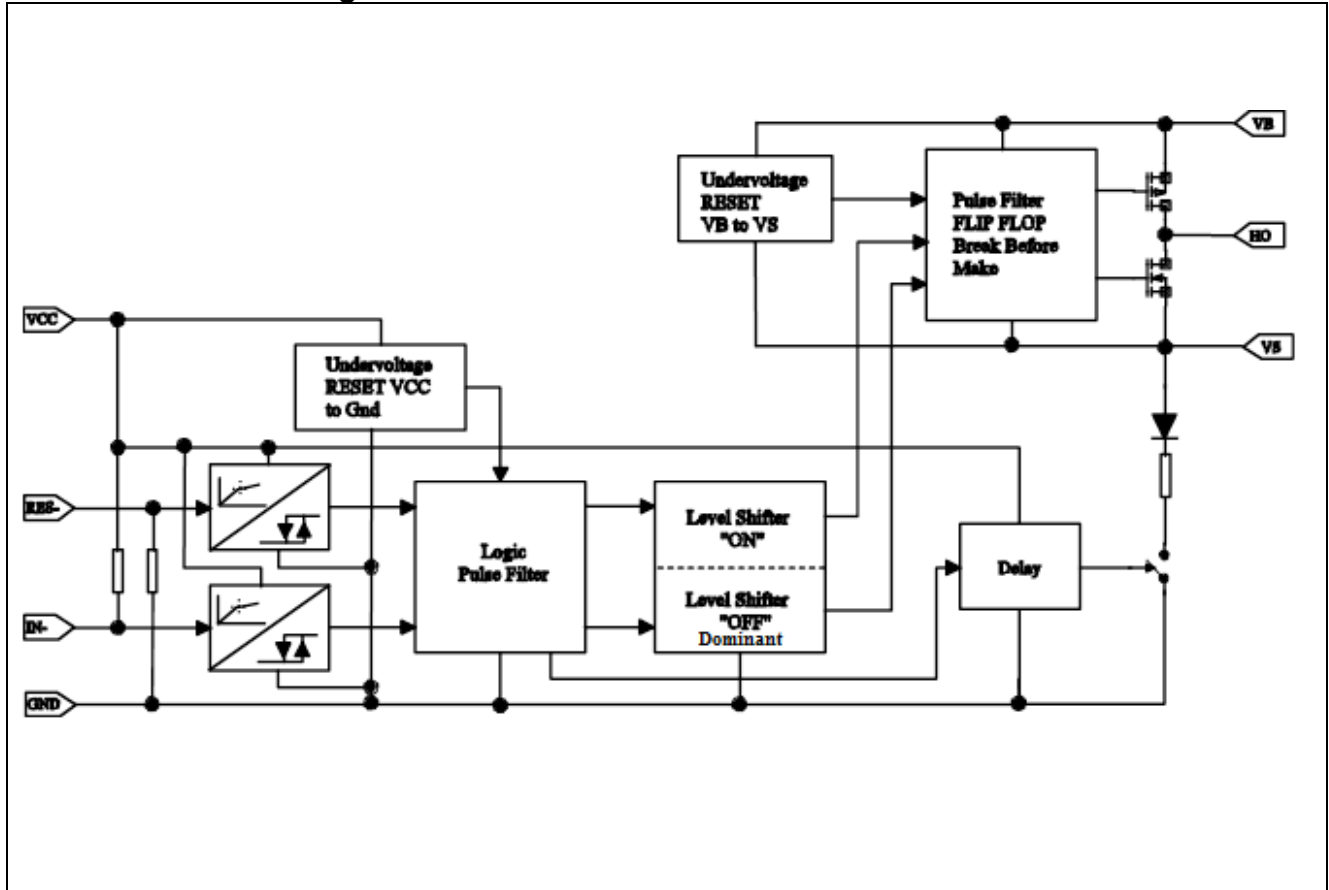 VB
Undervoltage
RESET
VB to VS
Pulse Filter
FLIP FLOP
Break Before
Make
HO
VCC
VS
Undervoltage
RESET VCC
to Gnd
RES-
Logic
Pulse Filter
Level Shifter
"ON"
Delay
IN-
Level Shifter
"OFF"
Dominant
GND